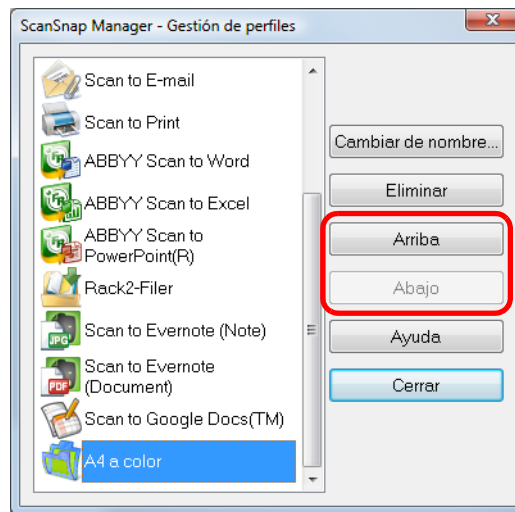 ScanSnap Manager - Gestión de perfiles
Scan to E-mail
Scan to Print
ABBYY Scan to Word
ABBYY Scan to Excel
ABBYY Scan to
PowerPoint(R)
Rack2-Filer
JPG
Scan to Evernote (Note)
PDF
Scan to Evernote
(Document)
Scan to Google Docs(TM)
A4 a color
Cambiar de nombre...
Eliminar
Arriba
Abajo
Ayuda
Cerrar